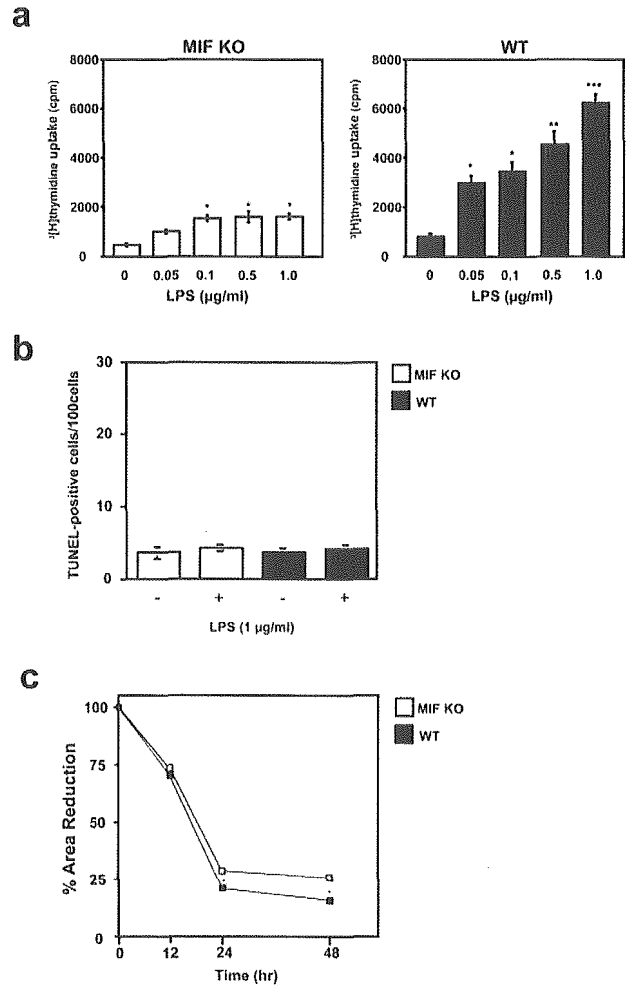 a
MIF KO
WT
³[H]thymidine uptake (cpm)
8000
6000
4000
2000
0
* * *
0 0.05 0.1 0.5 1.0
LPS (µg/ml)
³[H]thymidine uptake (cpm)
8000
6000
4000
2000
0
* * ** ***
0 0.05 0.1 0.5 1.0
LPS (µg/ml)
b
TUNEL-positive cells/100cells
30
20
10
0
- + - +
LPS (1 µg/ml)
MIF KO
WT
c
% Area Reduction
100
75
50
25
0
0 12 24 48
Time (hr)
MIF KO
WT